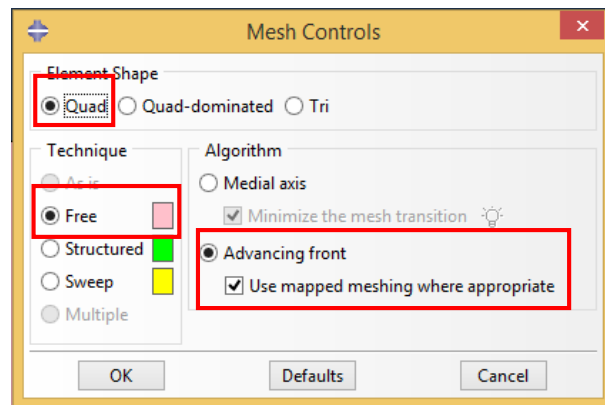 Mesh Controls
Element Shape
Quad Quad-dominated Tri
Technique
As is
Free
Structured
Sweep
Multiple
Algorithm
Medial axis
Minimize the mesh transition
Advancing front
Use mapped meshing where appropriate
OK Defaults Cancel